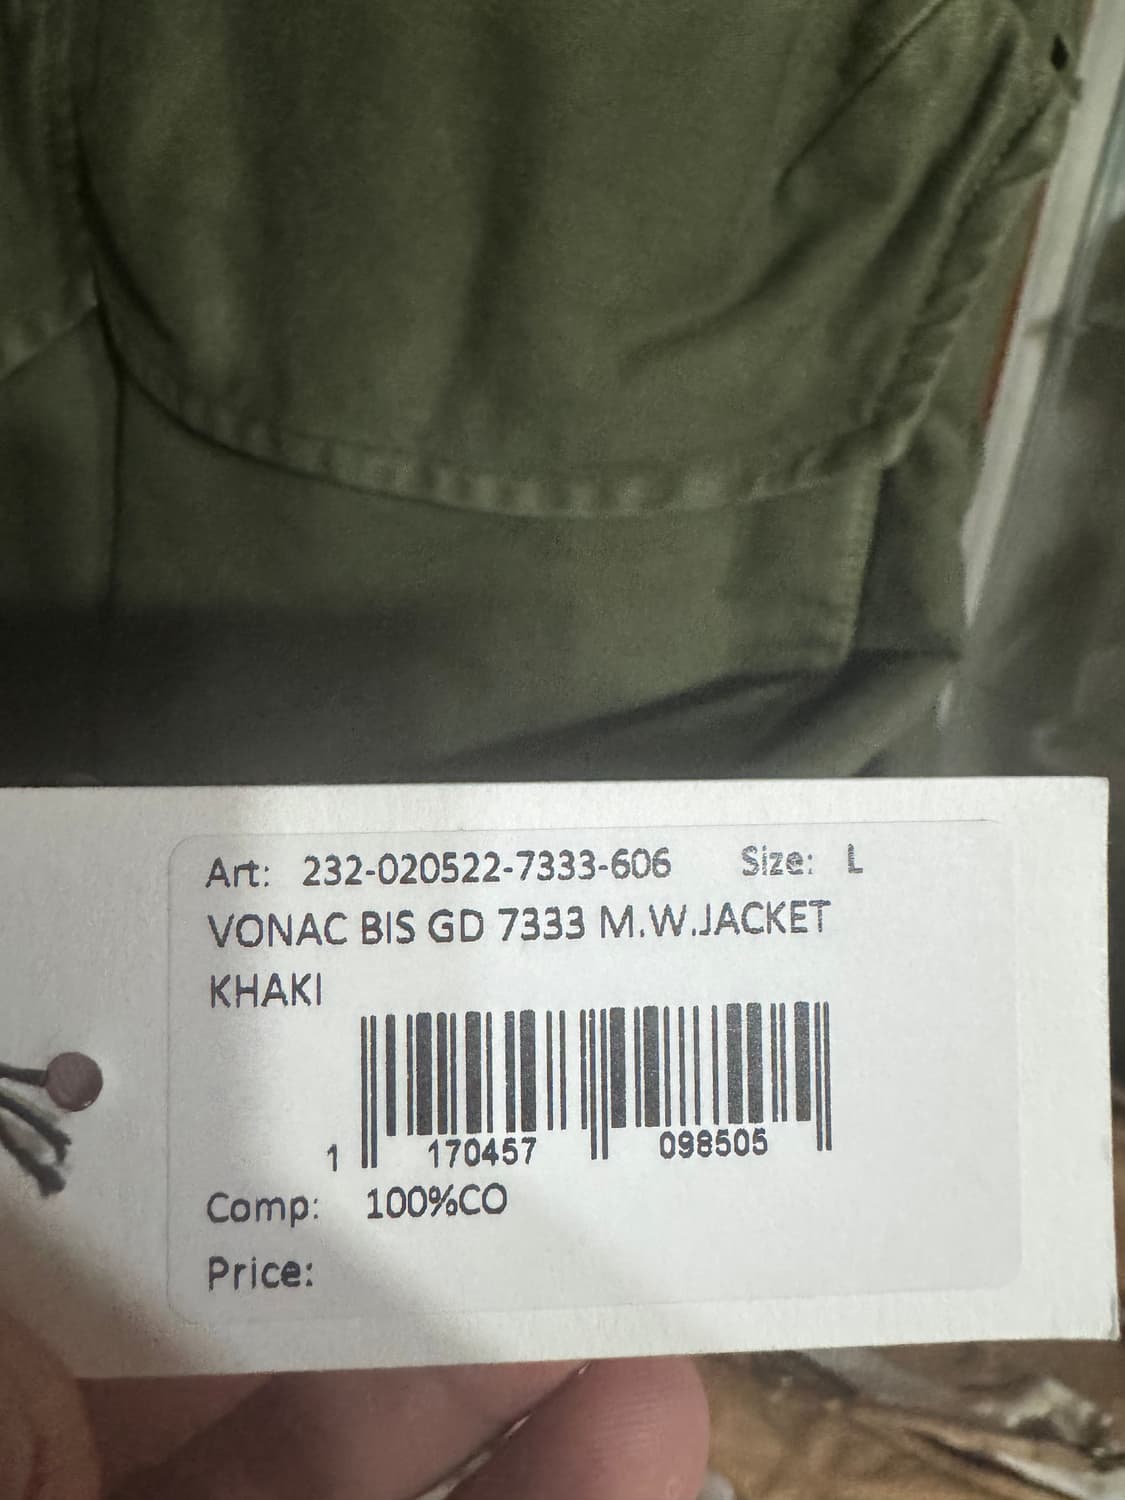 Art: 232-020522-7333-606 Size: L
VONAC BIS GD 7333 M.W.JACKET
KHAKI
1 170457 098505
Comp: 100%CO
Price: